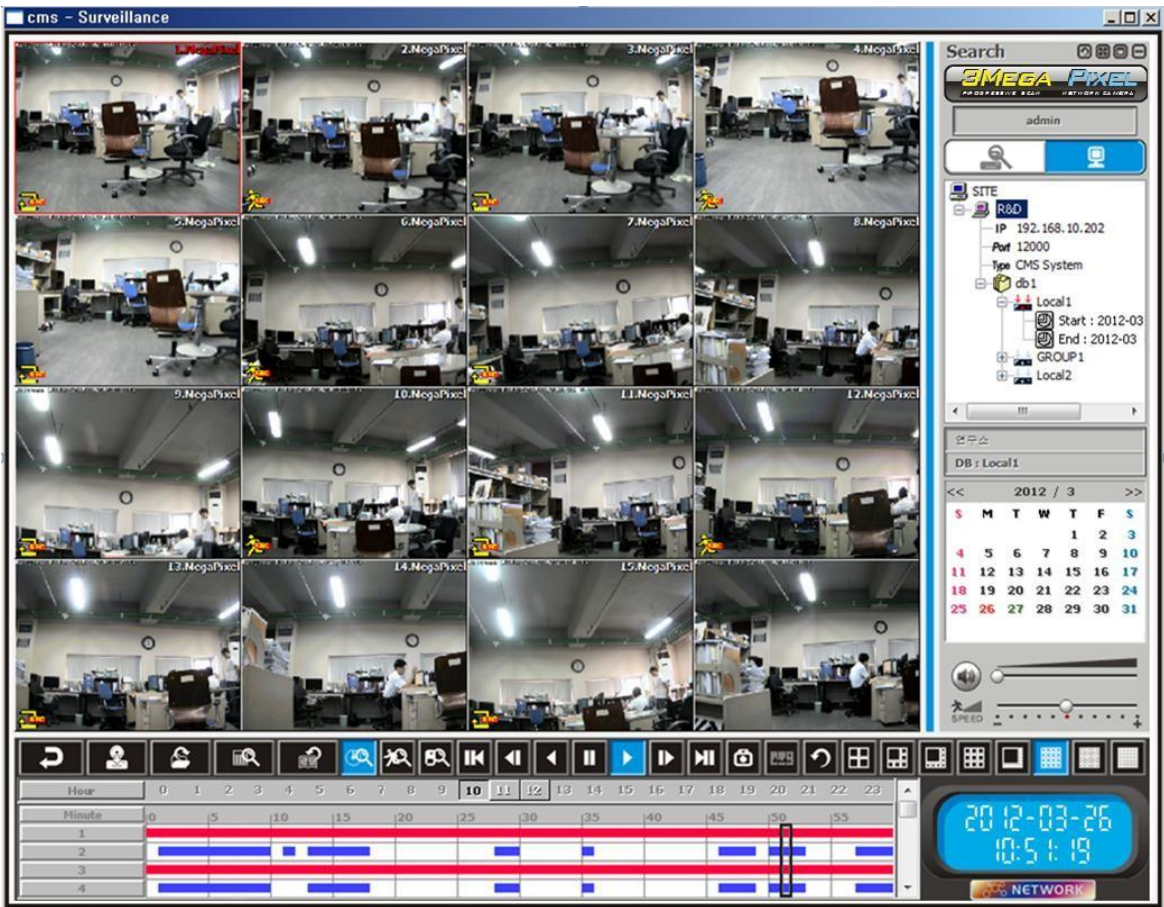 cms – Surveillance
1.MegaPixel
2.MegaPixel
3.MegaPixel
4.MegaPixel
5.MegaPixel
6.MegaPixel
7.MegaPixel
8.MegaPixel
9.MegaPixel
10.MegaPixel
11.MegaPixel
12.MegaPixel
13.MegaPixel
14.MegaPixel
15.MegaPixel
Search
3MEGA PIXEL
PROGRESSIVE SCAN NETWORK CAMERA
admin
SITE
R&D
IP 192.168.10.202
Port 12000
Type CMS System
db1
Local1
Start : 2012-03
End : 2012-03
GROUP1
Local2
연구소
DB : Local1
<< 2012 / 3 >>
S M T W T F S
1 2 3
4 5 6 7 8 9 10
11 12 13 14 15 16 17
18 19 20 21 22 23 24
25 26 27 28 29 30 31
SPEED - +
Hour 0 1 2 3 4 5 6 7 8 9 10 11 12 13 14 15 16 17 18 19 20 21 22 23
Minute 0 5 10 15 20 25 30 35 40 45 50 55
1
2
3
4
2012-03-26
10:51:19
NETWORK